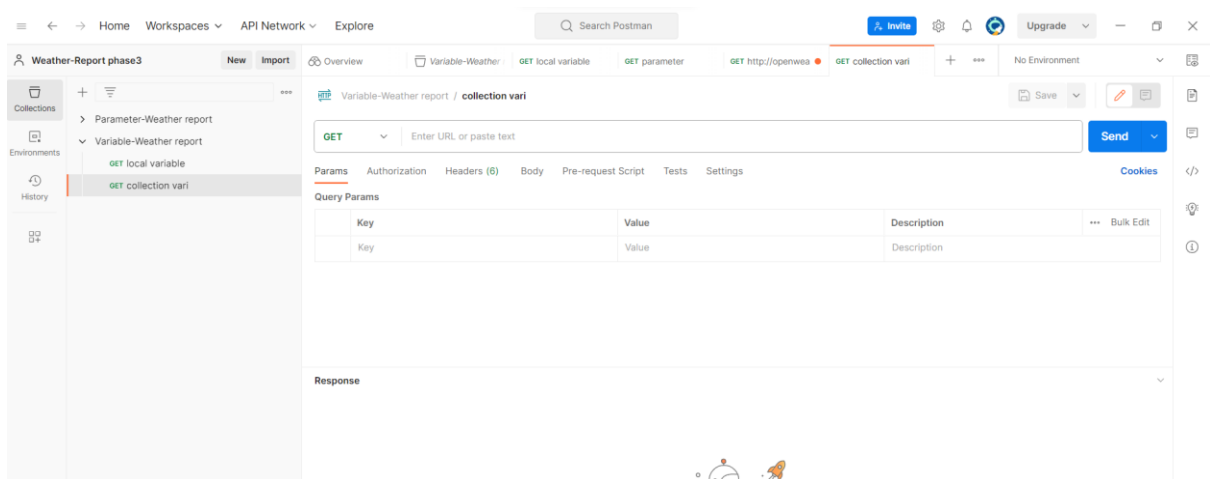 Home Workspaces API Network Explore Search Postman Invite Upgrade
Weather-Report phase3 New Import Overview Variable-Weather GET local variable GET parameter GET http://openwea GET collection vari No Environment
Collections
Environments
History
Parameter-Weather report
Variable-Weather report
GET local variable
GET collection vari
HTTP Variable-Weather report / collection vari Save
GET Enter URL or paste text Send
Params Authorization Headers (6) Body Pre-request Script Tests Settings Cookies
Query Params
Key Value Description Bulk Edit
Key Value Description
Response